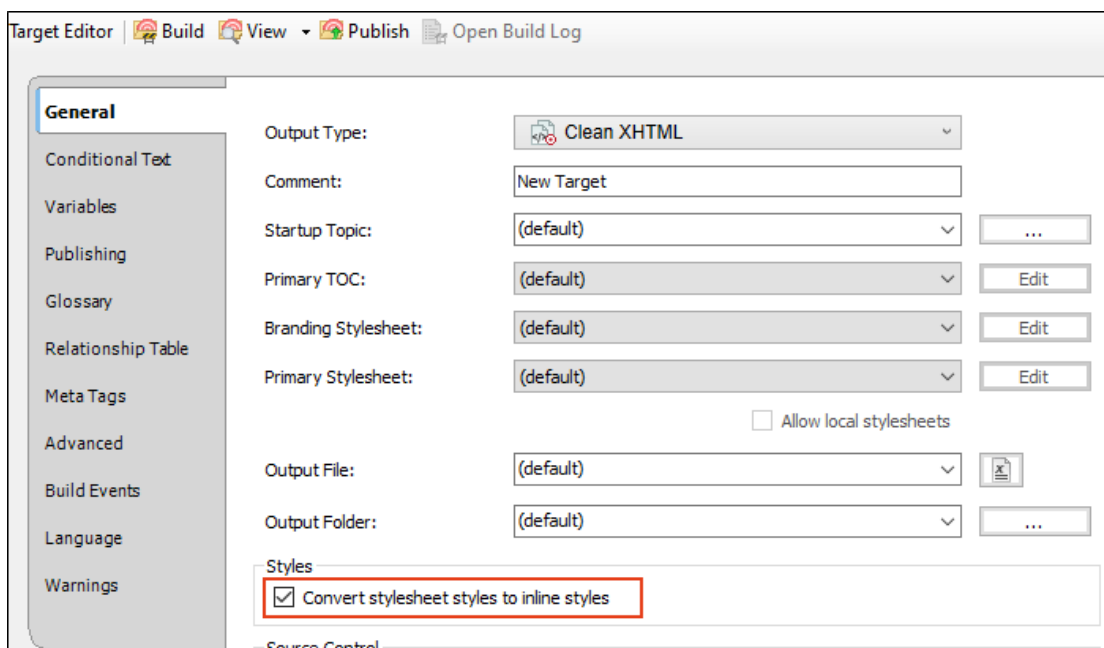 Target Editor Build View Publish Open Build Log
General
Output Type: Clean XHTML
Conditional Text
Comment: New Target
Variables
Startup Topic: (default) ...
Publishing
Primary TOC: (default) Edit
Glossary
Branding Stylesheet: (default) Edit
Relationship Table
Primary Stylesheet: (default) Edit
Meta Tags
Allow local stylesheets
Advanced
Output File: (default)
Build Events
Output Folder: (default) ...
Language
Styles
Warnings
Convert stylesheet styles to inline styles
Source Control